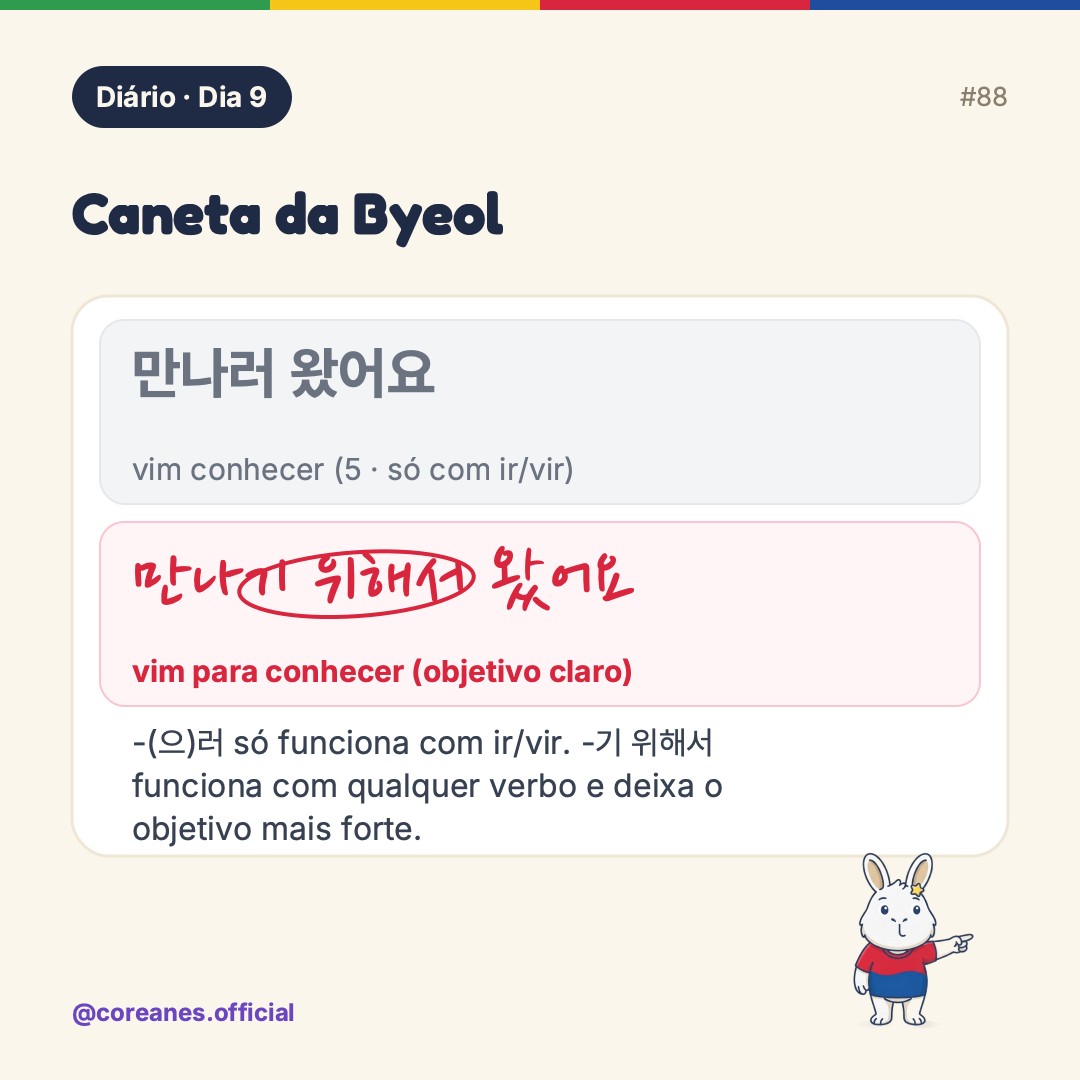 Diário · Dia 9
#88
Caneta da Byeol
만나러 왔어요
vim conhecer (5 · só com ir/vir)
만나기 위해서 왔어요
vim para conhecer (objetivo claro)
-(으)러 só funciona com ir/vir. -기 위해서
funciona com qualquer verbo e deixa o
objetivo mais forte.
@coreanes.official